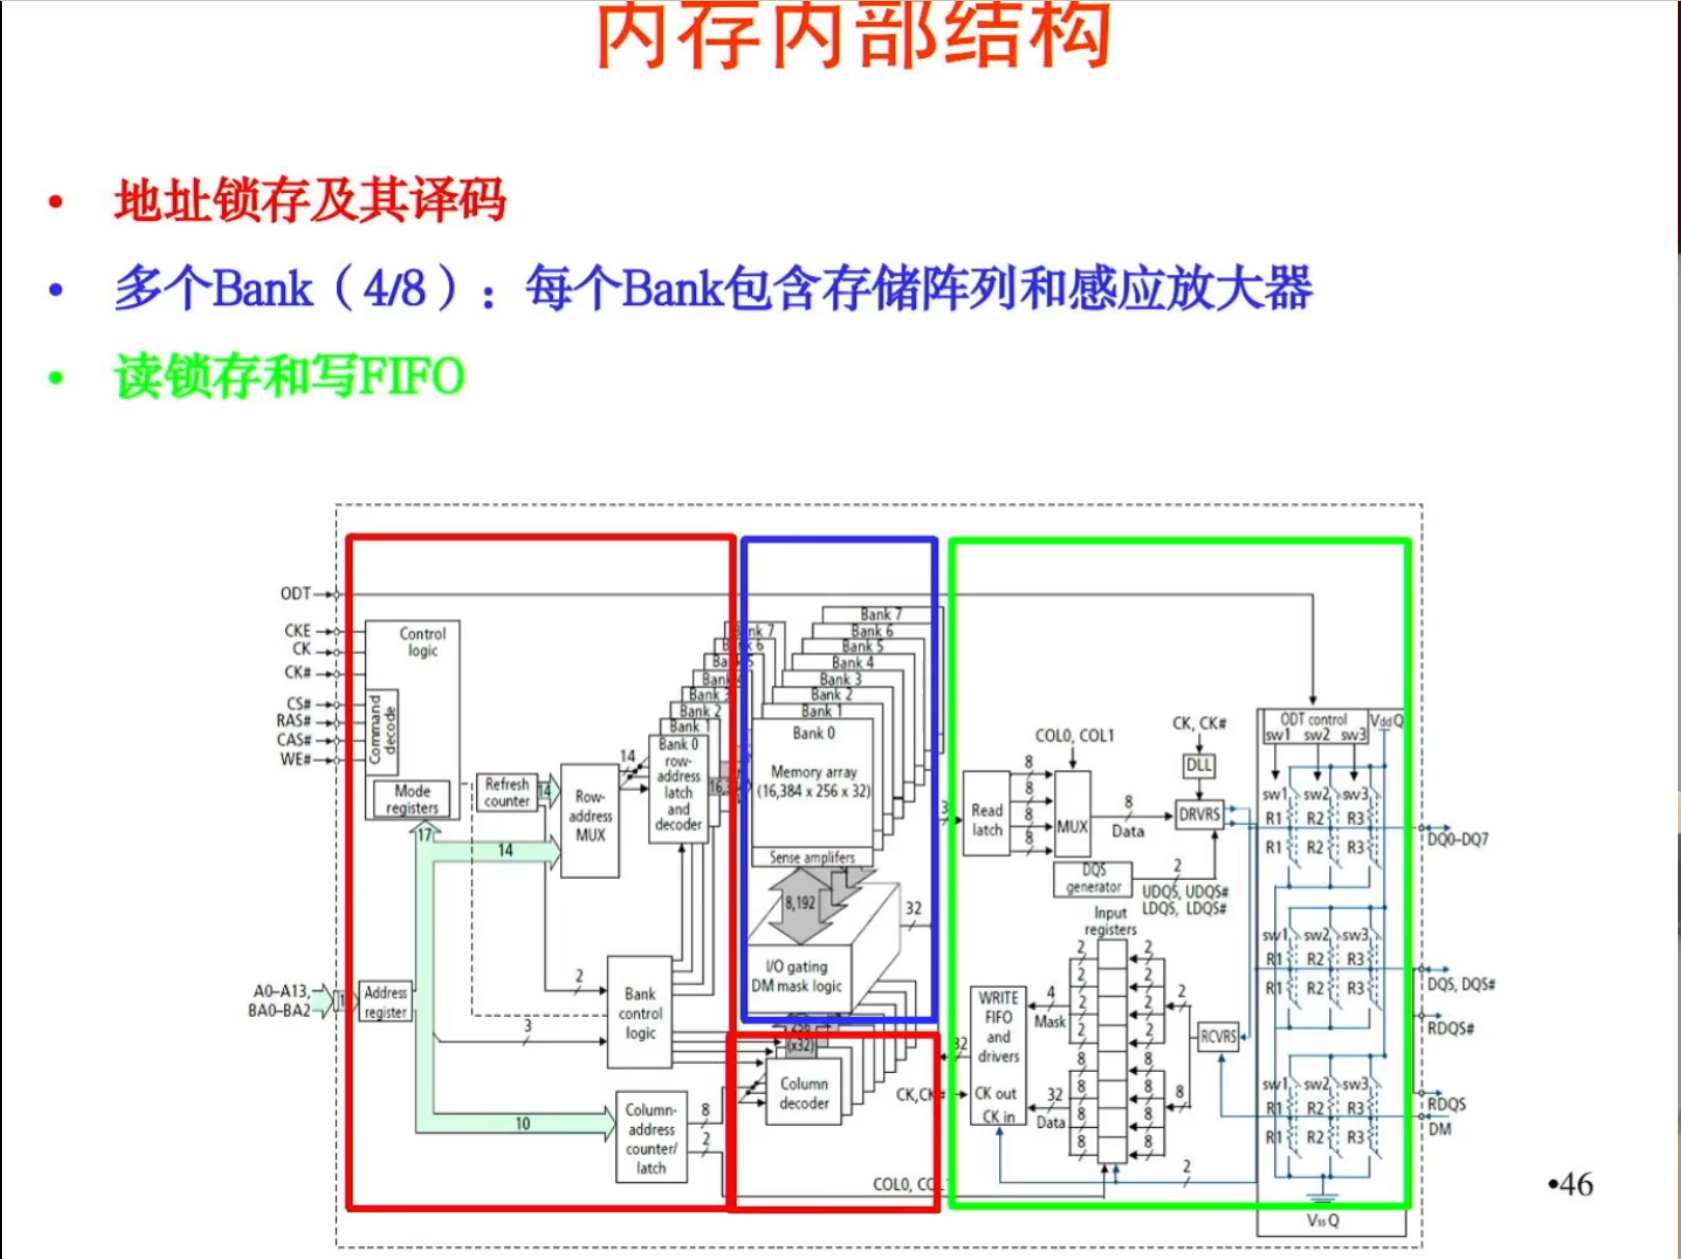 内存内部结构
• 地址锁存及其译码
• 多个Bank（4/8）：每个Bank包含存储阵列和感应放大器
• 读锁存和写FIFO
ODT
CKE
CK
CK#
CS#
RAS#
CAS#
WE#
A0–A13,
BA0–BA2
Control
logic
Command
decode
Mode
registers
17
14
10
Refresh
counter
14
Row-
address
MUX
14
Bank 5
Bank 3
Bank 2
Bank 1
Bank 0
row-
address
latch
and
decoder
Address
register
2
3
Bank
control
logic
Column-
address
counter/
latch
8
2
Bank 7
Bank 6
Bank 5
Bank 4
Bank 3
Bank 2
Bank 1
Bank 0
Memory array
(16,384 x 256 x 32)
Sense amplifers
8,192
I/O gating
DM mask logic
32
256
(x32)
Column
decoder
COL0,
Read
latch
8
8
8
8
COL0, COL1
MUX
8
Data
CK, CK#
DLL
DRVRS
DQS
generator
2
UDQS, UDQS#
LDQS, LDQS#
Input
registers
WRITE
FIFO
and
drivers
CK out
CK in
CK,CK#
32
4
Mask
32
Data
2
2
2
2
8
8
8
8
2
2
2
2
8
8
8
8
2
8
RCVRS
2
ODT control
VddQ
sw1 sw2 sw3
sw1 sw2 sw3
R1 R2 R3
R1 R2 R3
sw1 sw2 sw3
R1 R2 R3
R1 R2 R3
sw1 sw2 sw3
R1 R2 R3
R1 R2 R3
VssQ
DQ0–DQ7
DQS, DQS#
RDQS#
RDQS
DM
•46